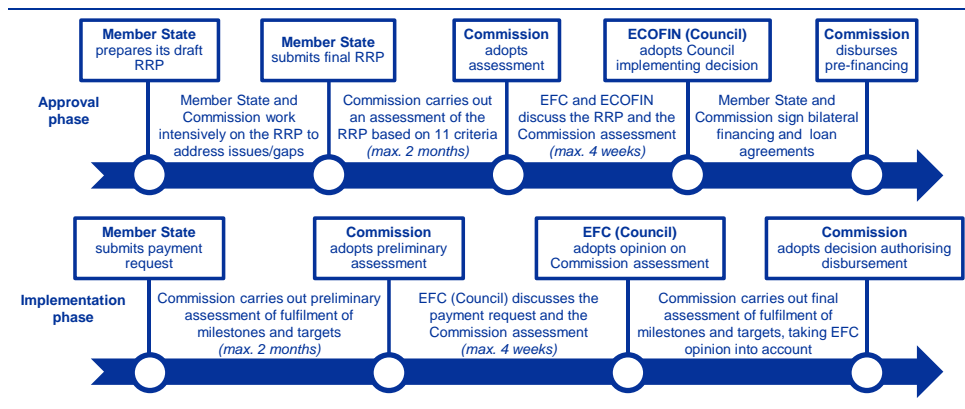 Member State
prepares its draft
RRP
Member State
submits final RRP
Commission
adopts
assessment
ECOFIN (Council)
adopts Council
implementing decision
Commission
disburses
pre-financing
Approval
phase
Member State and
Commission work
intensively on the RRP to
address issues/gaps
Commission carries out
an assessment of the
RRP based on 11 criteria
(max. 2 months)
EFC and ECOFIN
discuss the RRP and the
Commission assessment
(max. 4 weeks)
Member State and
Commission sign bilateral
financing and loan
agreements
Member State
submits payment
request
Commission
adopts preliminary
assessment
EFC (Council)
adopts opinion on
Commission assessment
Commission
adopts decision authorising
disbursement
Implementation
phase
Commission carries out preliminary
assessment of fulfilment of
milestones and targets
(max. 2 months)
EFC (Council) discusses the
payment request and the
Commission assessment
(max. 4 weeks)
Commission carries out final
assessment of fulfilment of
milestones and targets, taking EFC
opinion into account